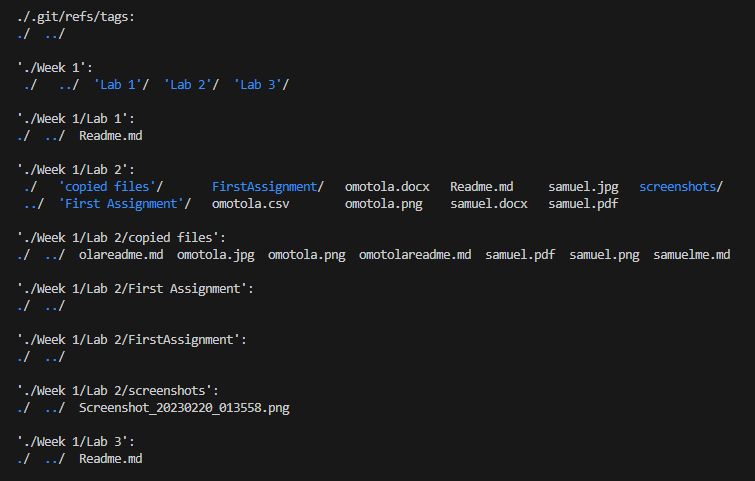 ./.git/refs/tags:
./  ../
'./Week 1':
 ./   ../  'Lab 1'/  'Lab 2'/  'Lab 3'/
'./Week 1/Lab 1':
./  ../  Readme.md
'./Week 1/Lab 2':
 ./   'copied files'/       FirstAssignment/   omotola.docx   Readme.md     samuel.jpg   screenshots/
 ../  'First Assignment'/   omotola.csv        omotola.png    samuel.docx   samuel.pdf
'./Week 1/Lab 2/copied files':
./  ../  olareadme.md  omotola.jpg  omotola.png  omotolareadme.md  samuel.pdf  samuel.png  samuelme.md
'./Week 1/Lab 2/First Assignment':
./  ../
'./Week 1/Lab 2/FirstAssignment':
./  ../
'./Week 1/Lab 2/screenshots':
./  ../  Screenshot_20230220_013558.png
'./Week 1/Lab 3':
./  ../  Readme.md